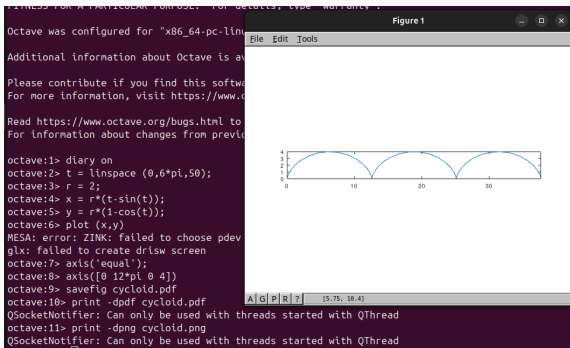 FITNESS FOR A PARTICULAR PURPOSE. For details, type 'warranty'.
Octave was configured for "x86_64-pc-linu
Additional information about Octave is av
Please contribute if you find this softwa
For more information, visit https://www.o
Read https://www.octave.org/bugs.html to
For information about changes from previo
octave:1> diary on
octave:2> t = linspace (0,6*pi,50);
octave:3> r = 2;
octave:4> x = r*(t-sin(t));
octave:5> y = r*(1-cos(t));
octave:6> plot (x,y)
MESA: error: ZINK: failed to choose pdev
glx: failed to create drisw screen
octave:7> axis('equal');
octave:8> axis([0 12*pi 0 4])
octave:9> savefig cycloid.pdf
octave:10> print -dpdf cycloid.pdf
QSocketNotifier: Can only be used with threads started with QThread
octave:11> print -dpng cycloid.png
QSocketNotifier: Can only be used with threads started with QThread
Figure 1
File Edit Tools
4
3
2
1
0
0 10 20 30
A G P R ? [5.75, 10.4]